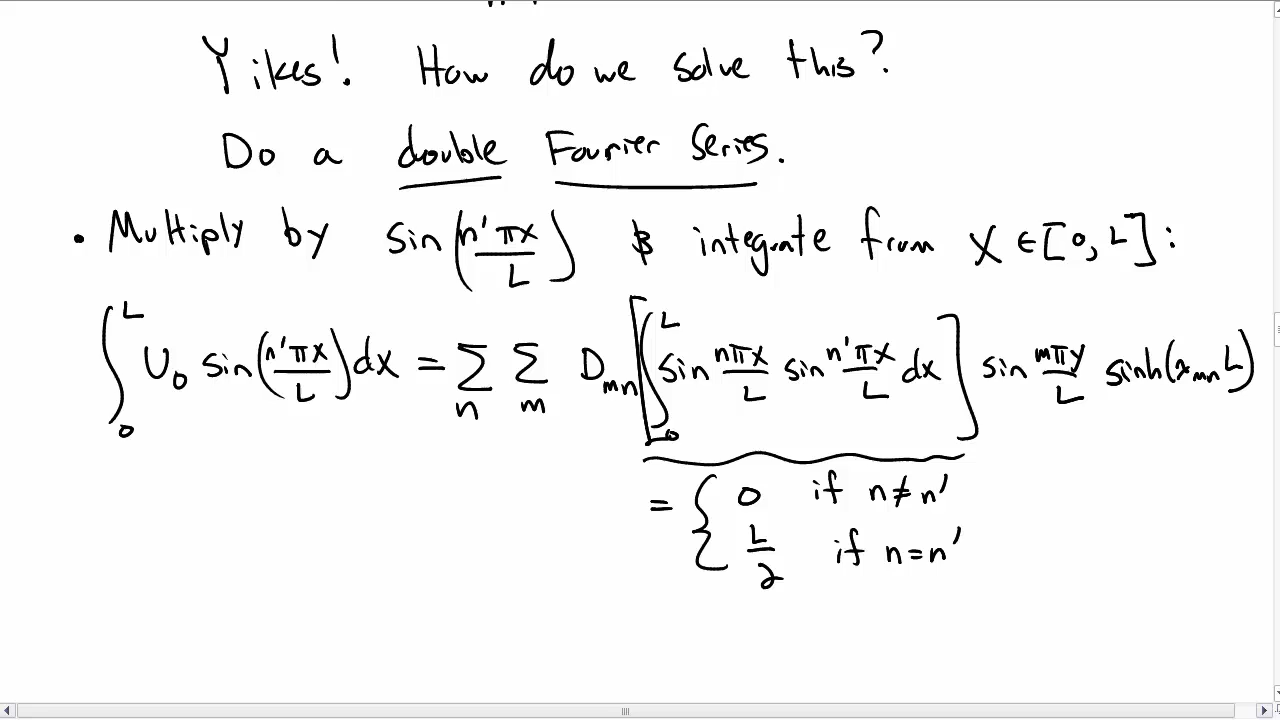 Yikes! How do we solve this?
Do a double Fourier Series.
• Multiply by sin(n'πx/L) & integrate from x ∈ [0, L]:
∫₀ᴸ U₀ sin(n'πx/L) dx = Σₙ Σₘ Dₘₙ [∫₀ᴸ sin nπx/L sin n'πx/L dx] sin mπy/L sinh(γₘₙ L)
= { 0 if n ≠ n'
L/2 if n = n'